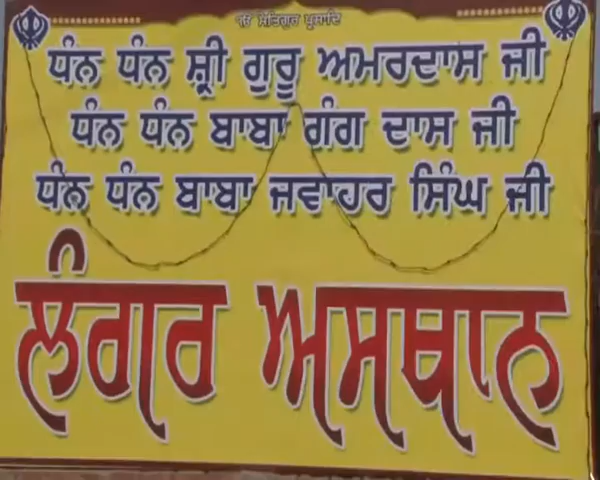 ੴ ਸਤਿਗੁਰ ਪ੍ਰਸਾਦਿ
ਧੰਨ ਧੰਨ ਸ਼੍ਰੀ ਗੁਰੂ ਅਮਰਦਾਸ ਜੀ
ਧੰਨ ਧੰਨ ਬਾਬਾ ਗੰਗ ਦਾਸ ਜੀ
ਧੰਨ ਧੰਨ ਬਾਬਾ ਜਵਾਹਰ ਸਿੰਘ ਜੀ
ਲੰਗਰ ਅਸਥਾਨ